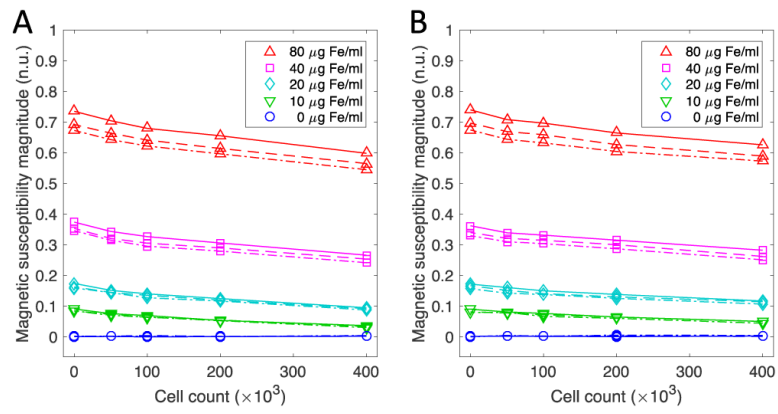 A
B
1
0.9
0.8
0.7
0.6
0.5
0.4
0.3
0.2
0.1
0
Magnetic susceptibility magnitude (n.u.)
80 μg Fe/ml
40 μg Fe/ml
20 μg Fe/ml
10 μg Fe/ml
0 μg Fe/ml
0 100 200 300 400
Cell count (×10³)
1
0.9
0.8
0.7
0.6
0.5
0.4
0.3
0.2
0.1
0
Magnetic susceptibility magnitude (n.u.)
80 μg Fe/ml
40 μg Fe/ml
20 μg Fe/ml
10 μg Fe/ml
0 μg Fe/ml
0 100 200 300 400
Cell count (×10³)